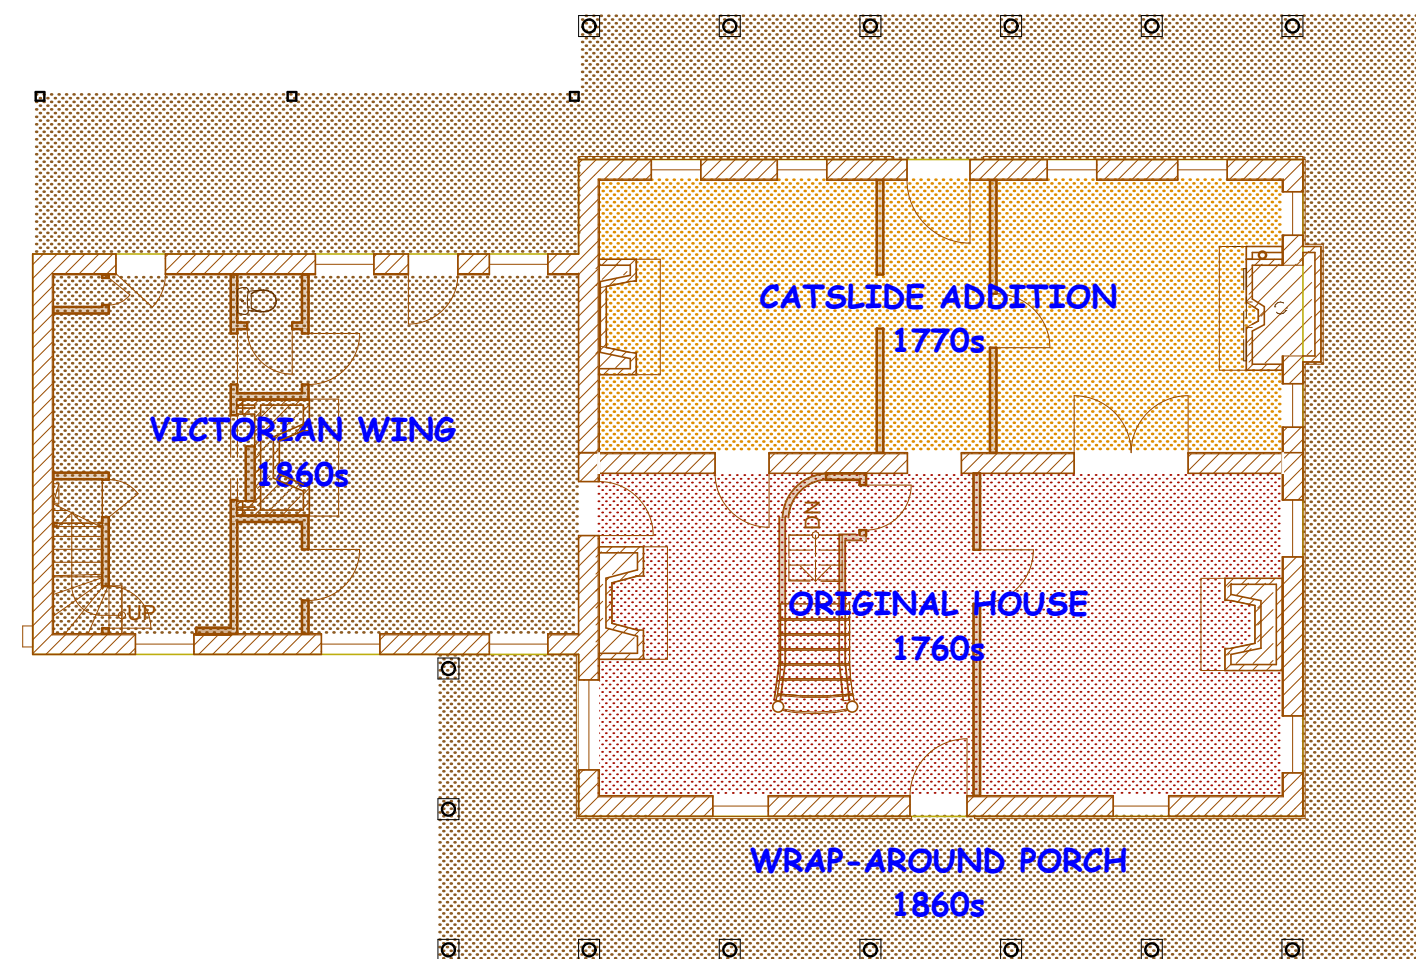 CATSLIDE ADDITION
1770s
VICTORIAN WING
1860s
DN
ORIGINAL HOUSE
1760s
UP
C
WRAP-AROUND PORCH
1860s